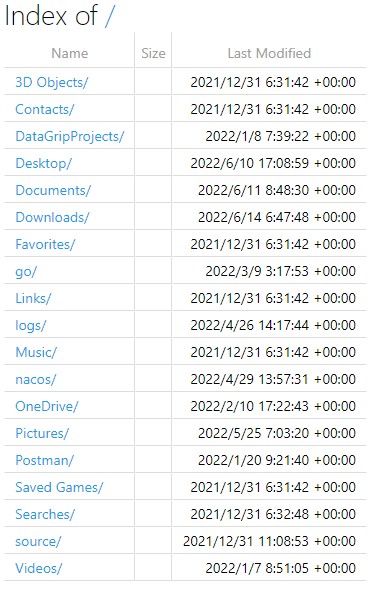 Index of /
Name Size Last Modified
3D Objects/ 2021/12/31 6:31:42 +00:00
Contacts/ 2021/12/31 6:31:42 +00:00
DataGripProjects/ 2022/1/8 7:39:22 +00:00
Desktop/ 2022/6/10 17:08:59 +00:00
Documents/ 2022/6/11 8:48:30 +00:00
Downloads/ 2022/6/14 6:47:48 +00:00
Favorites/ 2021/12/31 6:31:42 +00:00
go/ 2022/3/9 3:17:53 +00:00
Links/ 2021/12/31 6:31:42 +00:00
logs/ 2022/4/26 14:17:44 +00:00
Music/ 2021/12/31 6:31:42 +00:00
nacos/ 2022/4/29 13:57:31 +00:00
OneDrive/ 2022/2/10 17:22:43 +00:00
Pictures/ 2022/5/25 7:03:20 +00:00
Postman/ 2022/1/20 9:21:40 +00:00
Saved Games/ 2021/12/31 6:31:42 +00:00
Searches/ 2021/12/31 6:32:48 +00:00
source/ 2021/12/31 11:08:53 +00:00
Videos/ 2022/1/7 8:51:05 +00:00